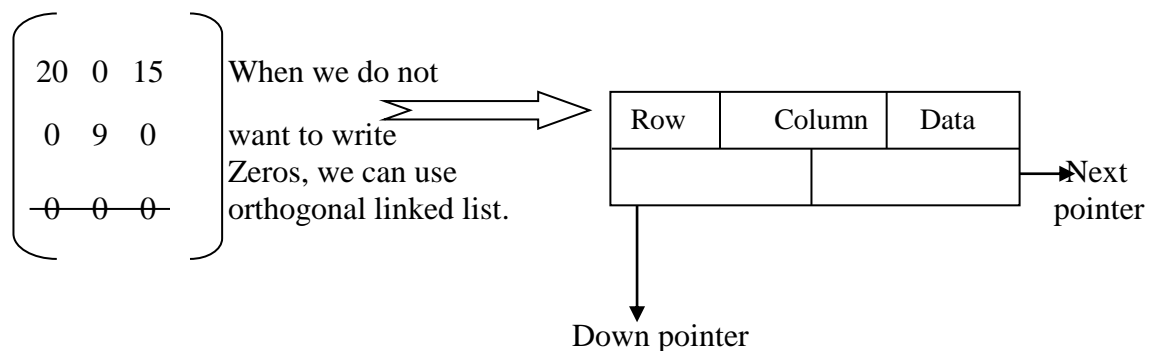 20 0 15
0 9 0
0 0 0
When we do not
want to write
Zeros, we can use
orthogonal linked list.
Row Column Data
Next
pointer
Down pointer